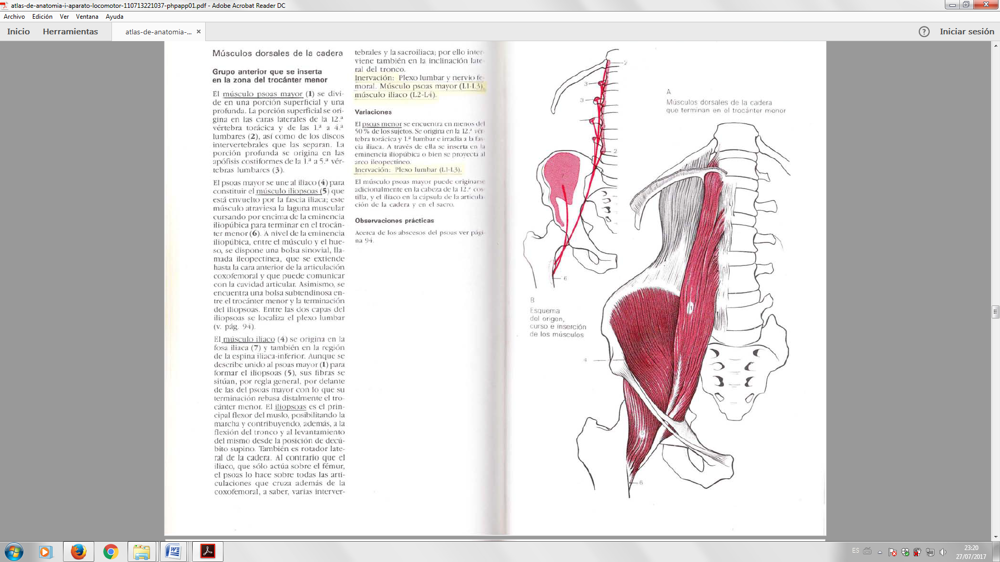 atlas-de-anatomia-i-aparato-locomotor-110713221037-phpapp01.pdf - Adobe Acrobat Reader DC
Archivo Edición Ver Ventana Ayuda
Inicio Herramientas atlas-de-anatomia-... × ? Iniciar sesión
Músculos dorsales de la cadera
Grupo anterior que se inserta
en la zona del trocánter menor
El músculo psoas mayor (1) se divi-
de en una porción superficial y una
profunda. La porción superficial se ori-
gina en las caras laterales de la 12.ª
vértebra torácica y de las 1.ª a 4.ª
lumbares (2), así como de los discos
intervertebrales que las separan. La
porción profunda se origina en las
apófisis costiformes de la 1.ª a 5.ª vér-
tebras lumbares (3).
El psoas mayor se une al iliaco (4) para
constituir el músculo iliopsoas (5) que
está envuelto por la fascia iliaca; este
músculo atraviesa la laguna muscular
cursando por encima de la eminencia
iliopúbica para terminar en el trocán-
ter menor (6). A nivel de la eminencia
iliopúbica, entre el músculo y el hue-
so, se dispone una bolsa sinovial, lla-
mada ileopectínea, que se extiende
hasta la cara anterior de la articulación
coxofemoral y que puede comunicar
con la cavidad articular. Asimismo, se
encuentra una bolsa subtendinosa en-
tre el trocánter menor y la terminación
del iliopsoas. Entre las dos capas del
iliopsoas se localiza el plexo lumbar
(v. pág. 94).
El músculo iliaco (4) se origina en la
fosa iliaca (7) y también en la región
de la espina iliaca-inferior. Aunque se
describe unido al psoas mayor (1) para
formar el iliopsoas (5), sus fibras se
sitúan, por regla general, por delante
de las del psoas mayor con lo que su
terminación rebasa distalmente el tro-
cánter menor. El iliopsoas es el prin-
cipal flexor del muslo, posibilitando la
marcha y contribuyendo, además, a la
flexión del tronco y al levantamiento
del mismo desde la posición de decú-
bito supino. También es rotador late-
ral de la cadera. Al contrario que el
iliaco, que sólo actúa sobre el fémur,
el psoas lo hace sobre todas las arti-
culaciones que cruza además de la
coxofemoral, a saber, varias interver-
tebrales y la sacroiliaca; por ello inter-
viene también en la inclinación late-
ral del tronco.
Inervación: Plexo lumbar y nervio fe-
moral. Músculo psoas mayor (L1-L3),
músculo iliaco (L2-L4).
Variaciones
El psoas menor se encuentra en menos del
50 % de los sujetos. Se origina en la 12.ª vér-
tebra torácica y 1.ª lumbar e irradia a la fas-
cia iliaca. A través de ella se inserta en la
eminencia iliopúbica o bien se proyecta al
arco ileopectíneo.
Inervación: Plexo lumbar (L1-L3).
El músculo psoas mayor puede originarse
adicionalmente en la cabeza de la 12.ª cos-
tilla, y el iliaco en la cápsula de la articula-
ción de la cadera y en el sacro.
Observaciones prácticas
Acerca de los abscesos del psoas ver pági-
na 94.
2
3
3
2
7
6
B
Esquema
del origen,
curso e inserción
de los músculos
A
Músculos dorsales de la cadera
que terminan en el trocánter menor
1
4
5
6
ES
23:20
27/07/2017